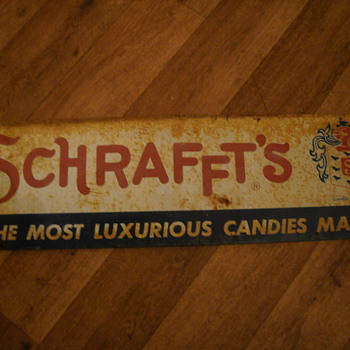 SCHRAFFT'S ®
HE MOST LUXURIOUS CANDIES MA